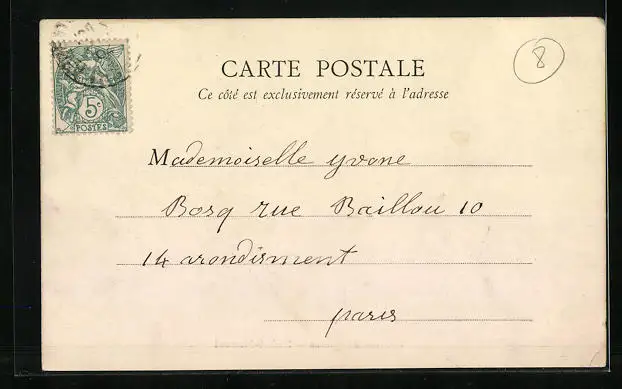 8
CARTE POSTALE
Ce côté est exclusivement réservé à l'adresse
5c
POSTES
Mademoiselle yvone
Bosq rue Baillou 10
14 arondisment
paris